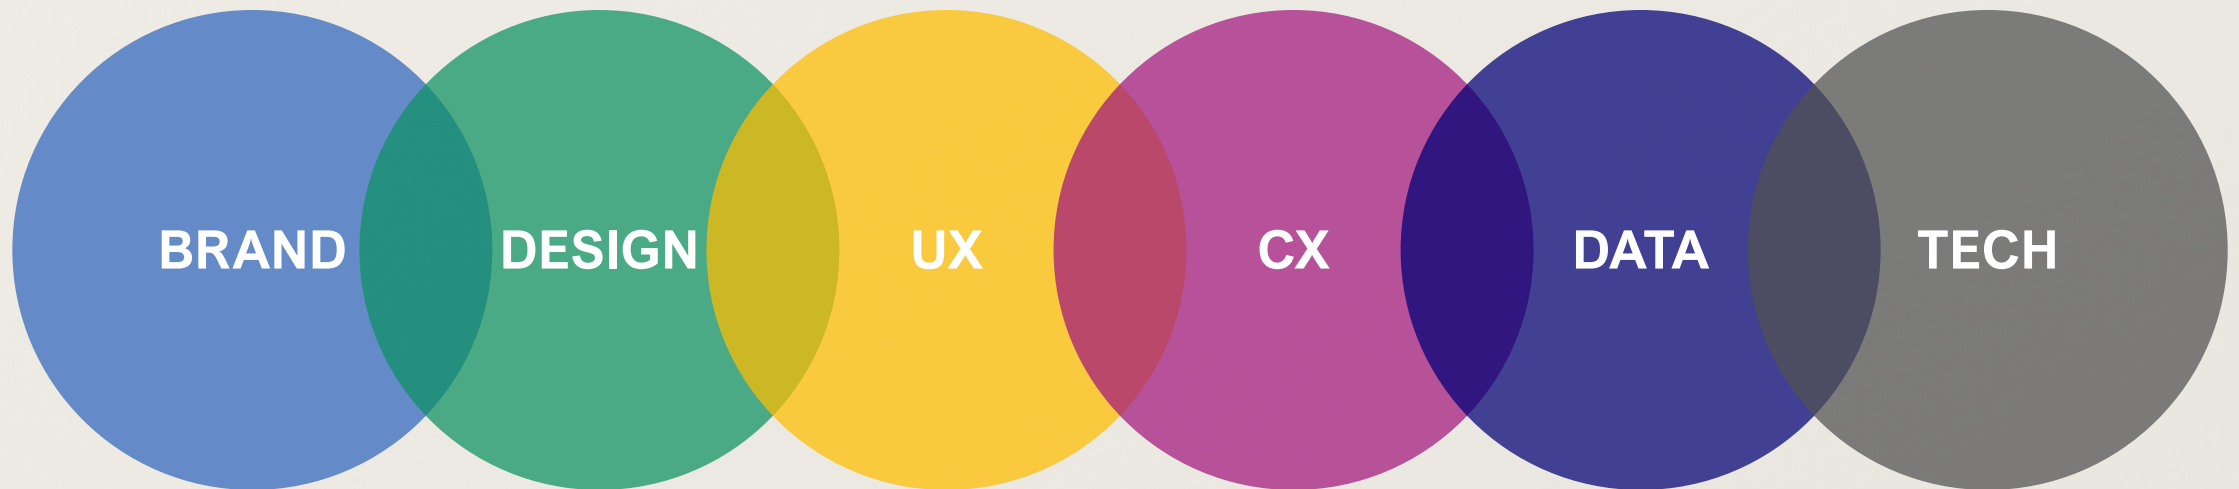 BRAND DESIGN UX CX DATA TECH